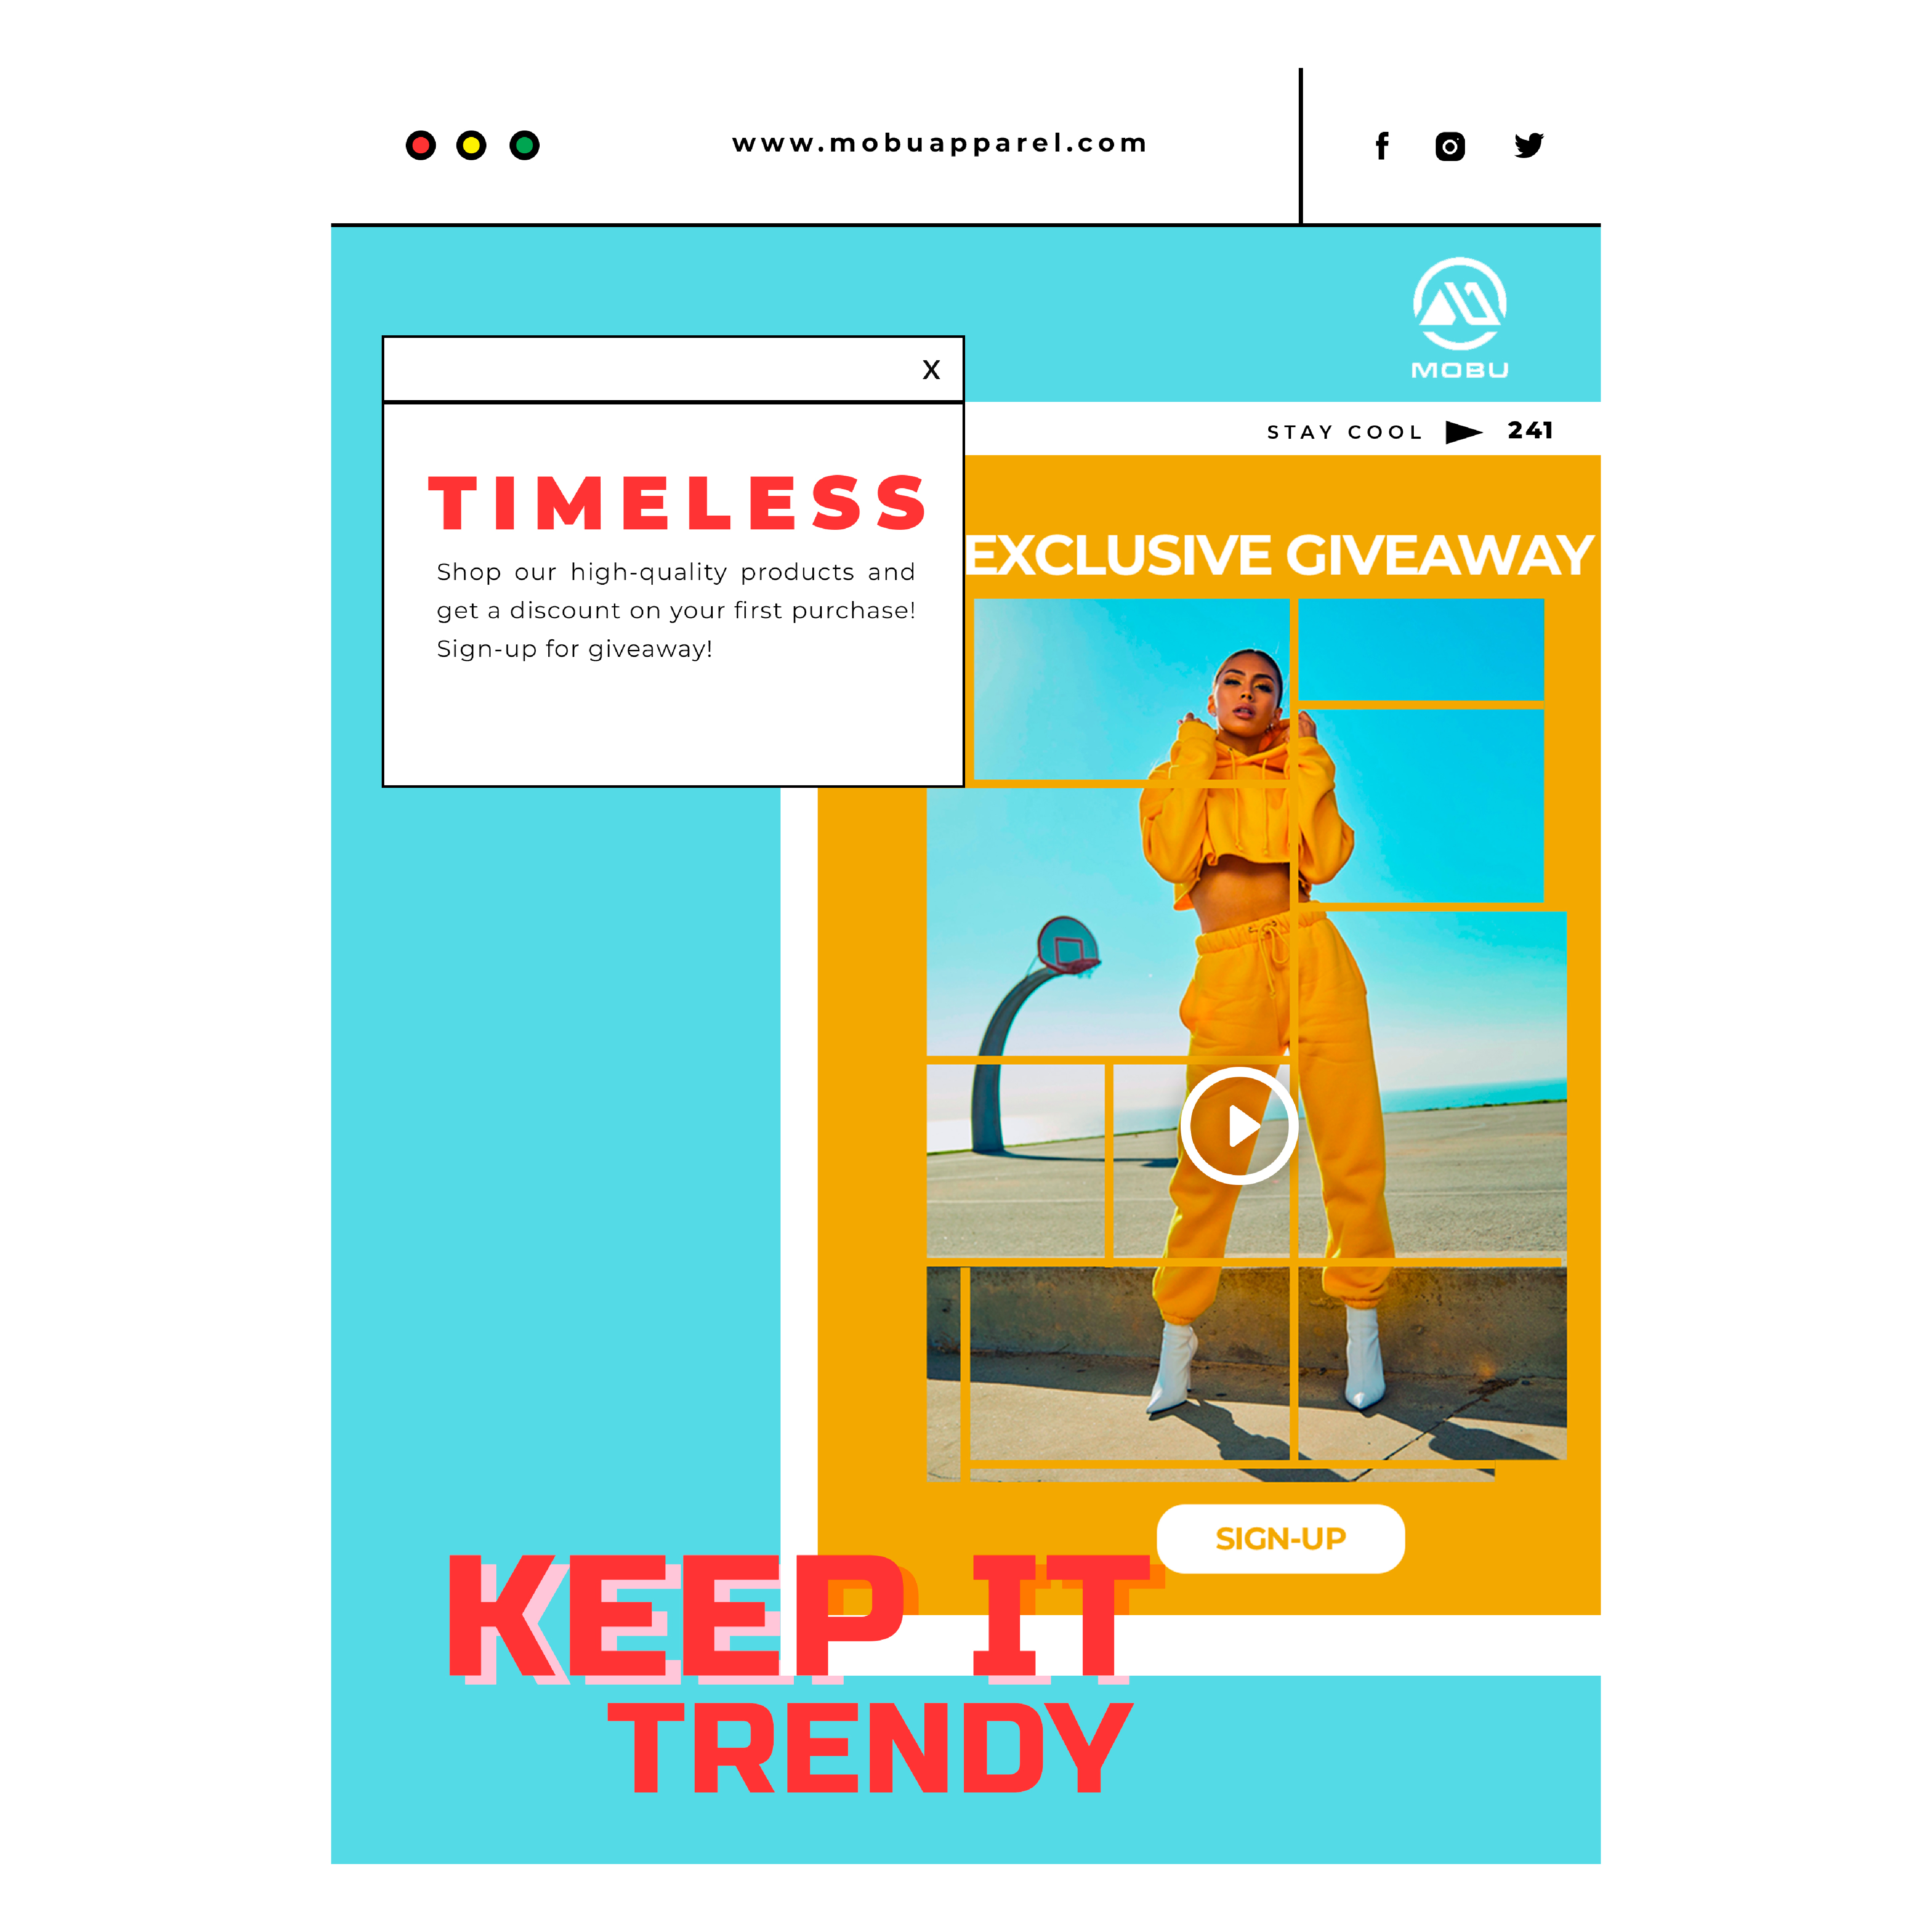 www.mobuapparel.com
MOBU
X
STAY COOL 241
TIMELESS
Shop our high-quality products and
get a discount on your first purchase!
Sign-up for giveaway!
EXCLUSIVE GIVEAWAY
SIGN-UP
KEEP IT
TRENDY